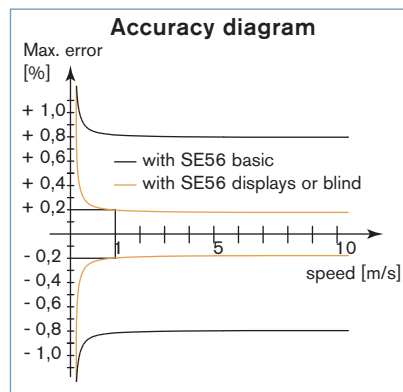 Accuracy diagram
Max. error
[%]
+ 1,0
+ 0,8
+ 0,6
with SE56 basic
+ 0,4
with SE56 displays or blind
+ 0,2
1 5 10
- 0,2
speed [m/s]
- 0,4
- 0,6
- 0,8
- 1,0